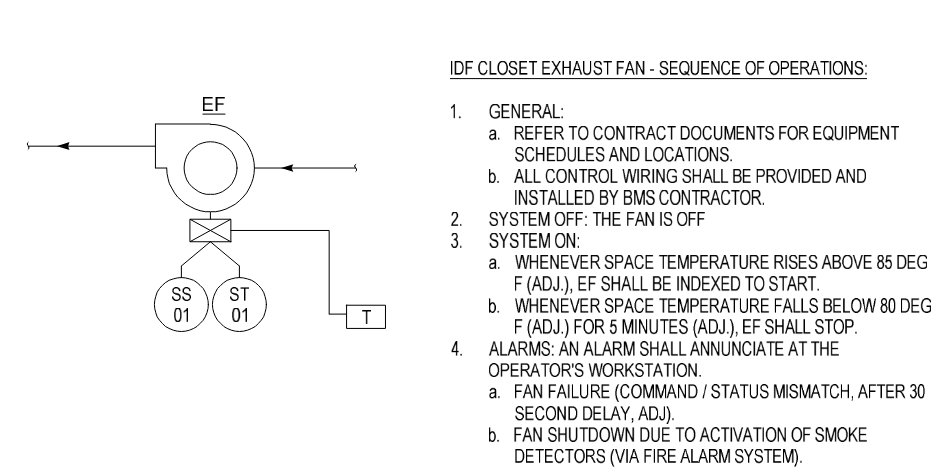 EF
SS
01
ST
01
T
IDF CLOSET EXHAUST FAN - SEQUENCE OF OPERATIONS:
1. GENERAL:
a. REFER TO CONTRACT DOCUMENTS FOR EQUIPMENT
SCHEDULES AND LOCATIONS.
b. ALL CONTROL WIRING SHALL BE PROVIDED AND
INSTALLED BY BMS CONTRACTOR.
2. SYSTEM OFF: THE FAN IS OFF
3. SYSTEM ON:
a. WHENEVER SPACE TEMPERATURE RISES ABOVE 85 DEG
F (ADJ.), EF SHALL BE INDEXED TO START.
b. WHENEVER SPACE TEMPERATURE FALLS BELOW 80 DEG
F (ADJ.) FOR 5 MINUTES (ADJ.), EF SHALL STOP.
4. ALARMS: AN ALARM SHALL ANNUNCIATE AT THE
OPERATOR'S WORKSTATION.
a. FAN FAILURE (COMMAND / STATUS MISMATCH, AFTER 30
SECOND DELAY, ADJ).
b. FAN SHUTDOWN DUE TO ACTIVATION OF SMOKE
DETECTORS (VIA FIRE ALARM SYSTEM).